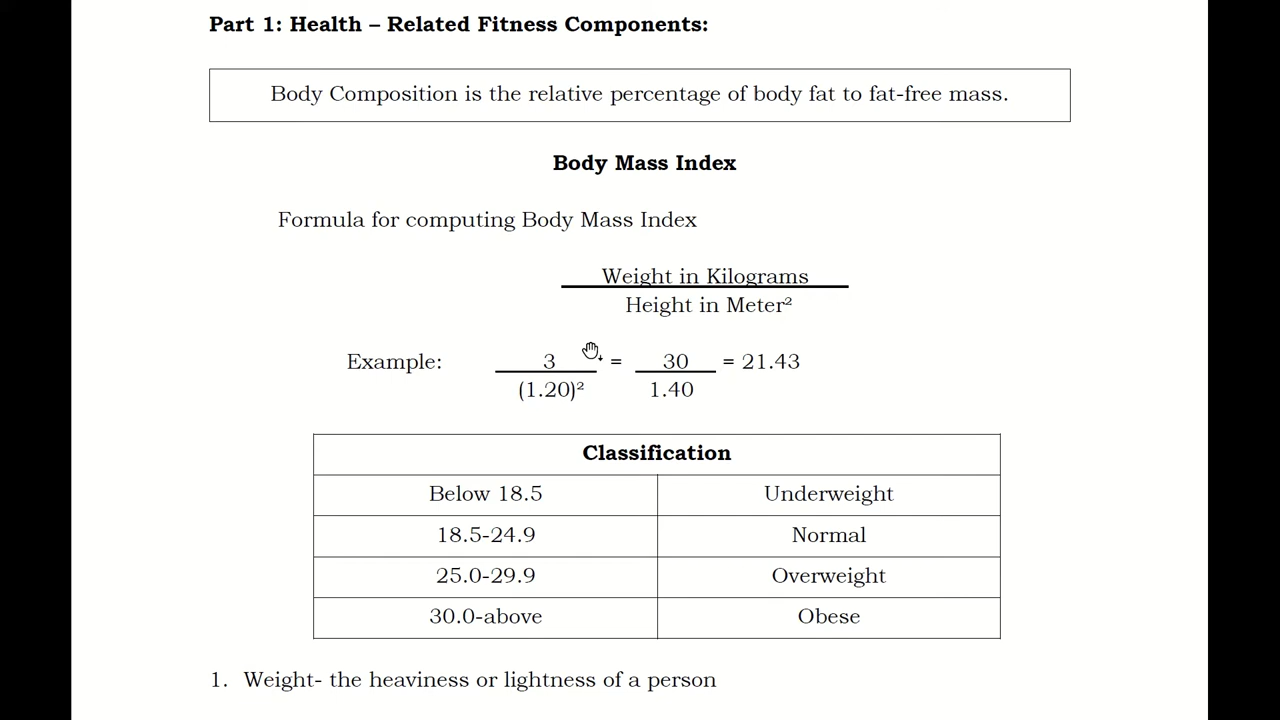 Part 1: Health – Related Fitness Components:
Body Composition is the relative percentage of body fat to fat-free mass.
Body Mass Index
Formula for computing Body Mass Index
Weight in Kilograms
Height in Meter²
Example: 3 = 30 = 21.43
(1.20)² 1.40
Classification
Below 18.5 Underweight
18.5-24.9 Normal
25.0-29.9 Overweight
30.0-above Obese
1. Weight- the heaviness or lightness of a person